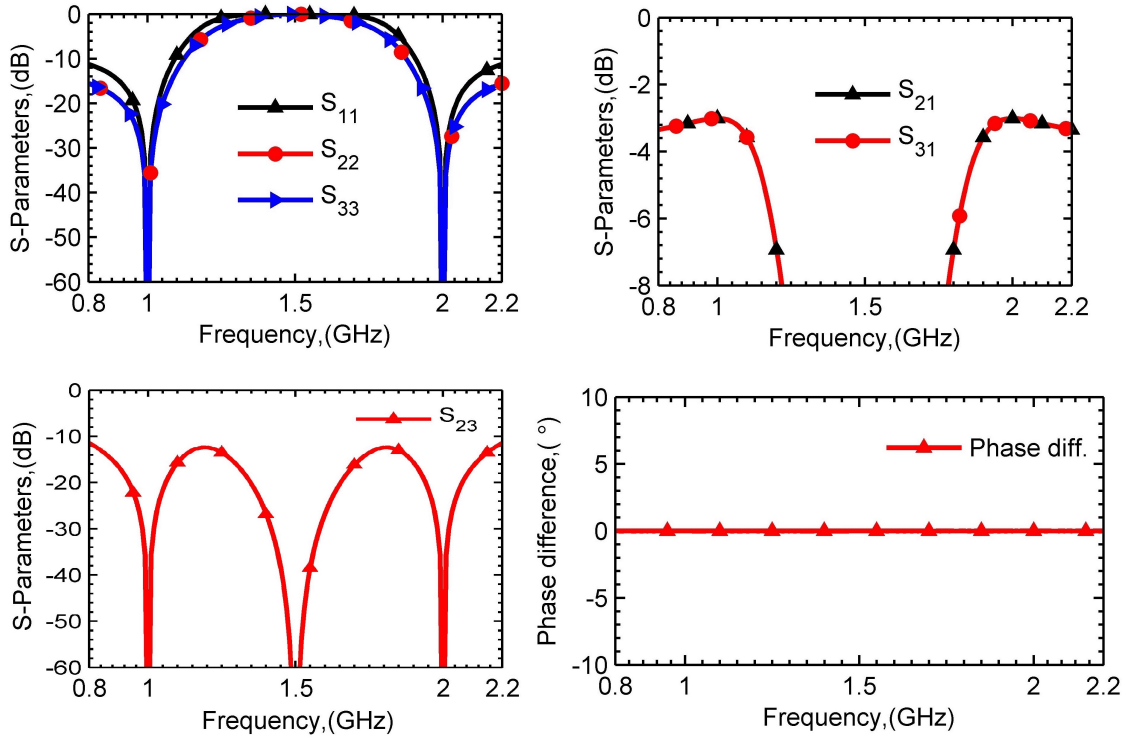 S-Parameters,(dB)
0
-10
-20
-30
-40
-50
-60
S11
S22
S33
0.8 1 1.5 2 2.2
Frequency,(GHz)
S-Parameters,(dB)
0
-2
-4
-6
-8
S21
S31
0.8 1 1.5 2 2.2
Frequency,(GHz)
S-Parameters,(dB)
0
-10
-20
-30
-40
-50
-60
S23
0.8 1 1.5 2 2.2
Frequency,(GHz)
Phase difference,( °)
10
5
0
-5
-10
Phase diff.
0.8 1 1.5 2 2.2
Frequency,(GHz)